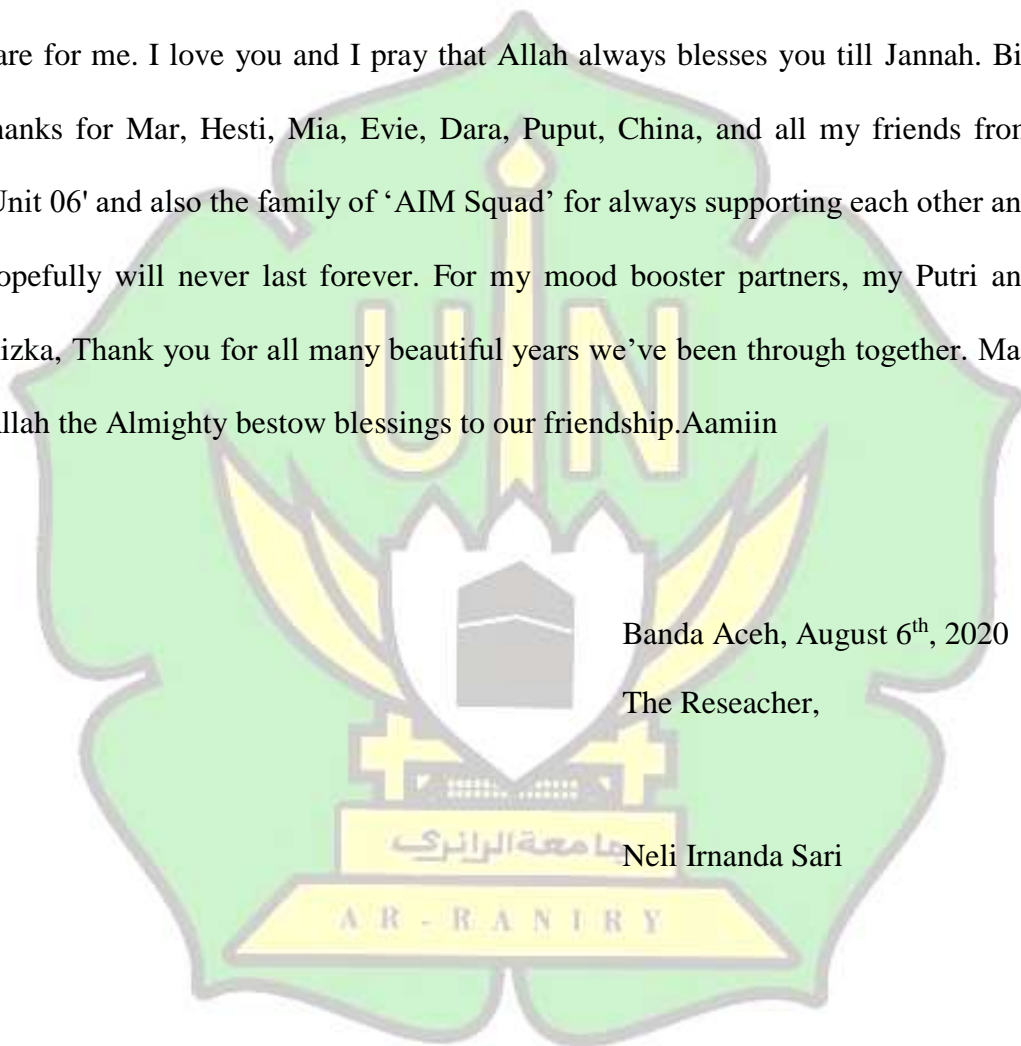 are for me. I love you and I pray that Allah always blesses you till Jannah. Bi
hanks for Mar, Hesti, Mia, Evie, Dara, Puput, China, and all my friends from
Unit 06' and also the family of ‘AIM Squad’ for always supporting each other an
opefully will never last forever. For my mood booster partners, my Putri an
izka, Thank you for all many beautiful years we’ve been through together. Ma
Allah the Almighty bestow blessings to our friendship.Aamiin
UIN
Banda Aceh, August 6th, 2020
The Reseacher,
جامعة الرانري
Neli Irnanda Sari
AR-RANIRY